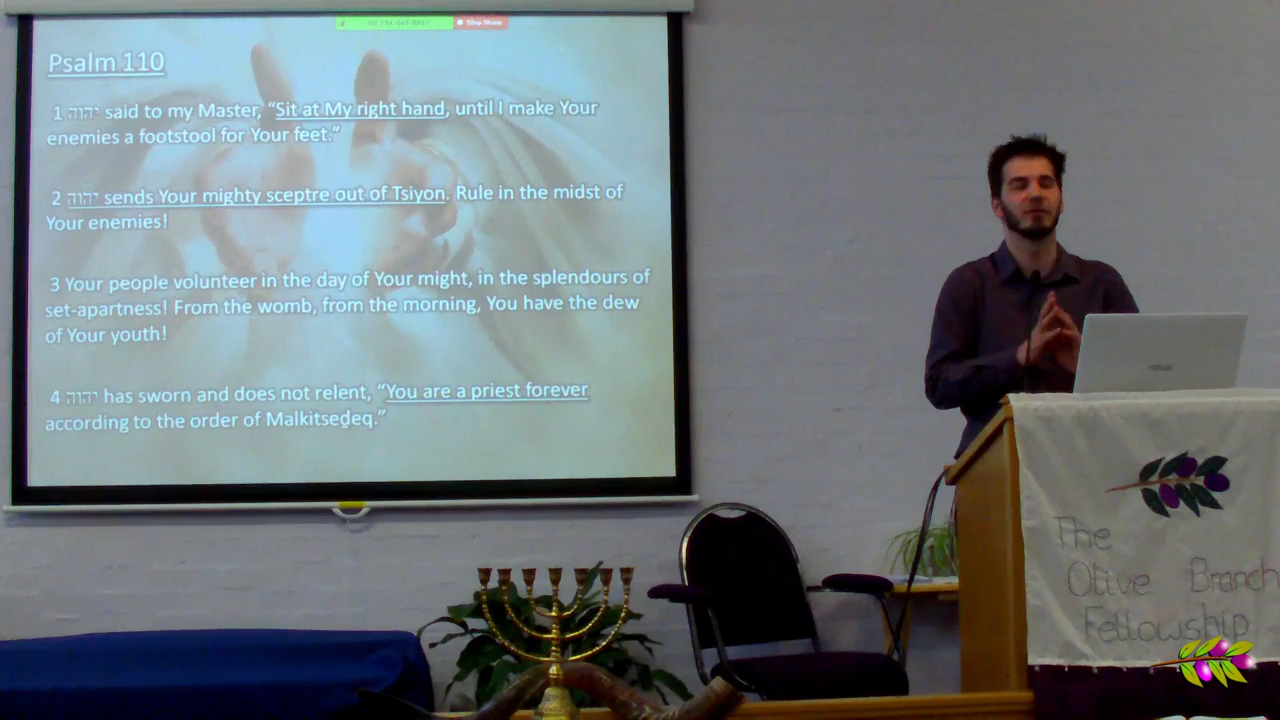 Stop Share
Psalm 110
1 יהוה said to my Master, “Sit at My right hand, until I make Your
enemies a footstool for Your feet.”
2 יהוה sends Your mighty sceptre out of Tsiyon. Rule in the midst of
Your enemies!
3 Your people volunteer in the day of Your might, in the splendours of
set-apartness! From the womb, from the morning, You have the dew
of Your youth!
4 יהוה has sworn and does not relent, “You are a priest forever
according to the order of Malkitseḏeq.”
ASUS
The
Olive Branch
Fellowship